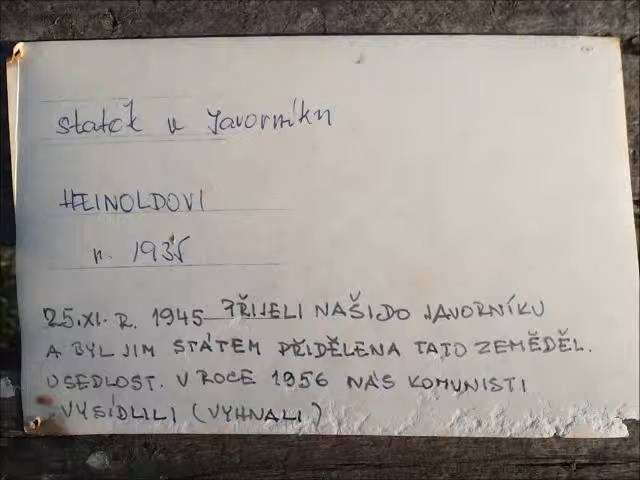 statek v Javorníku
HEINOLDOVI
r. 1935
25.XI. R. 1945 PŘIJELI NAŠI DO JAVORNÍKU
A BYL JIM STÁTEM PŘIDĚLENA TATO ZEMĚDĚL.
USEDLOST. V ROCE 1956 NÁS KOMUNISTI
VYSÍDLILI (VYHNALI)